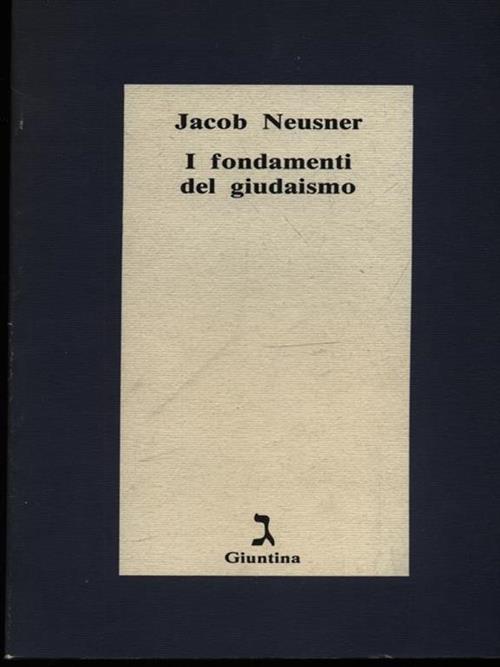 Jacob Neusner
I fondamenti
del giudaismo
ג
Giuntina